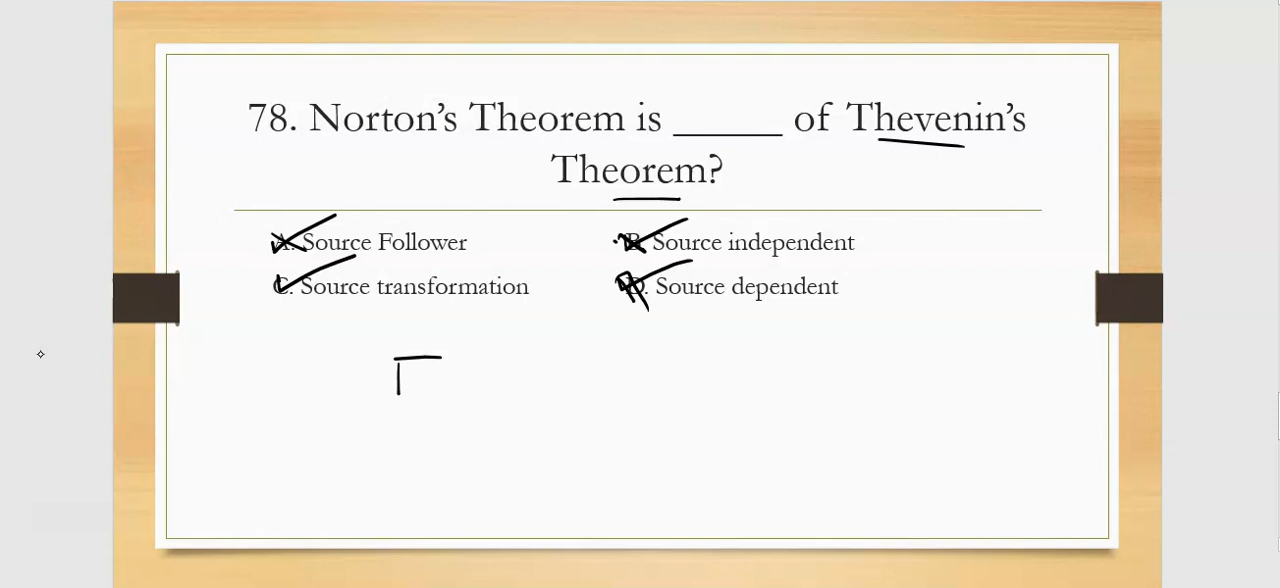 78. Norton's Theorem is _____ of Thevenin's
Theorem?
A. Source Follower
B. Source independent
C. Source transformation
D. Source dependent